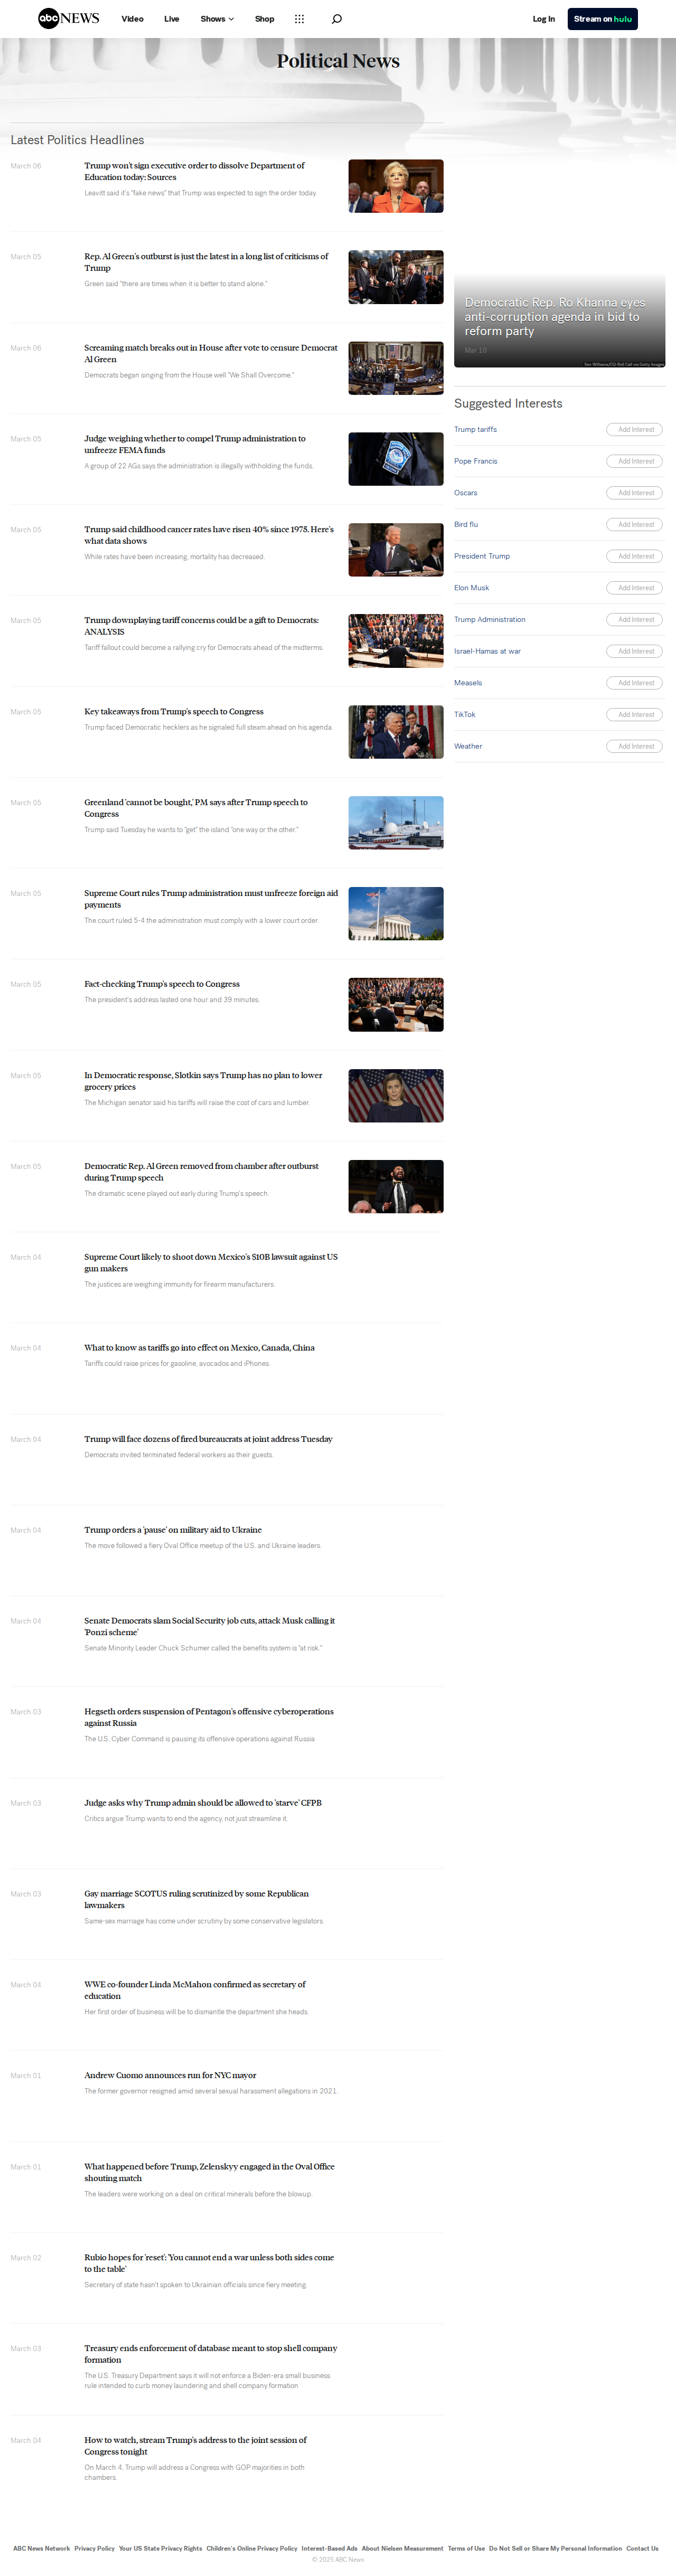 abc NEWS
Video
Live
Shows
Shop
Log In
Stream on hulu
Political News
Latest Politics Headlines
March 06
Trump won't sign executive order to dissolve Department of
Education today: Sources
Leavitt said it's "fake news" that Trump was expected to sign the order today.
March 05
Rep. Al Green's outburst is just the latest in a long list of criticisms of
Trump
Green said "there are times when it is better to stand alone."
March 06
Screaming match breaks out in House after vote to censure Democrat
Al Green
Democrats began singing from the House well "We Shall Overcome."
March 05
Judge weighing whether to compel Trump administration to
unfreeze FEMA funds
A group of 22 AGs says the administration is illegally withholding the funds.
March 05
Trump said childhood cancer rates have risen 40% since 1975. Here's
what data shows
While rates have been increasing, mortality has decreased.
March 05
Trump downplaying tariff concerns could be a gift to Democrats:
ANALYSIS
Tariff fallout could become a rallying cry for Democrats ahead of the midterms.
March 05
Key takeaways from Trump's speech to Congress
Trump faced Democratic hecklers as he signaled full steam ahead on his agenda.
March 05
Greenland 'cannot be bought,' PM says after Trump speech to
Congress
Trump said Tuesday he wants to "get" the island "one way or the other."
March 05
Supreme Court rules Trump administration must unfreeze foreign aid
payments
The court ruled 5-4 the administration must comply with a lower court order.
March 05
Fact-checking Trump's speech to Congress
The president's address lasted one hour and 39 minutes.
March 05
In Democratic response, Slotkin says Trump has no plan to lower
grocery prices
The Michigan senator said his tariffs will raise the cost of cars and lumber.
March 05
Democratic Rep. Al Green removed from chamber after outburst
during Trump speech
The dramatic scene played out early during Trump's speech.
March 04
Supreme Court likely to shoot down Mexico's $10B lawsuit against US
gun makers
The justices are weighing immunity for firearm manufacturers.
March 04
What to know as tariffs go into effect on Mexico, Canada, China
Tariffs could raise prices for gasoline, avocados and iPhones.
March 04
Trump will face dozens of fired bureaucrats at joint address Tuesday
Democrats invited terminated federal workers as their guests.
March 04
Trump orders a 'pause' on military aid to Ukraine
The move followed a fiery Oval Office meetup of the U.S. and Ukraine leaders.
March 04
Senate Democrats slam Social Security job cuts, attack Musk calling it
'Ponzi scheme'
Senate Minority Leader Chuck Schumer called the benefits system is "at risk."
March 03
Hegseth orders suspension of Pentagon's offensive cyberoperations
against Russia
The U.S. Cyber Command is pausing its offensive operations against Russia
March 03
Judge asks why Trump admin should be allowed to 'starve' CFPB
Critics argue Trump wants to end the agency, not just streamline it.
March 03
Gay marriage SCOTUS ruling scrutinized by some Republican
lawmakers
Same-sex marriage has come under scrutiny by some conservative legislators.
March 04
WWE co-founder Linda McMahon confirmed as secretary of
education
Her first order of business will be to dismantle the department she heads.
March 01
Andrew Cuomo announces run for NYC mayor
The former governor resigned amid several sexual harassment allegations in 2021.
March 01
What happened before Trump, Zelenskyy engaged in the Oval Office
shouting match
The leaders were working on a deal on critical minerals before the blowup.
March 02
Rubio hopes for 'reset': 'You cannot end a war unless both sides come
to the table'
Secretary of state hasn't spoken to Ukrainian officials since fiery meeting.
March 03
Treasury ends enforcement of database meant to stop shell company
formation
The U.S. Treasury Department says it will not enforce a Biden-era small business
rule intended to curb money laundering and shell company formation
March 04
How to watch, stream Trump's address to the joint session of
Congress tonight
On March 4, Trump will address a Congress with GOP majorities in both
chambers.
Democratic Rep. Ro Khanna eyes
anti-corruption agenda in bid to
reform party
Mar 10
Tom Williams/CQ-Roll Call via Getty Images
Suggested Interests
Trump tariffs Add Interest
Pope Francis Add Interest
Oscars Add Interest
Bird flu Add Interest
President Trump Add Interest
Elon Musk Add Interest
Trump Administration Add Interest
Israel-Hamas at war Add Interest
Measels Add Interest
TikTok Add Interest
Weather Add Interest
ABC News Network Privacy Policy Your US State Privacy Rights Children's Online Privacy Policy Interest-Based Ads About Nielsen Measurement Terms of Use Do Not Sell or Share My Personal Information Contact Us
© 2025 ABC News